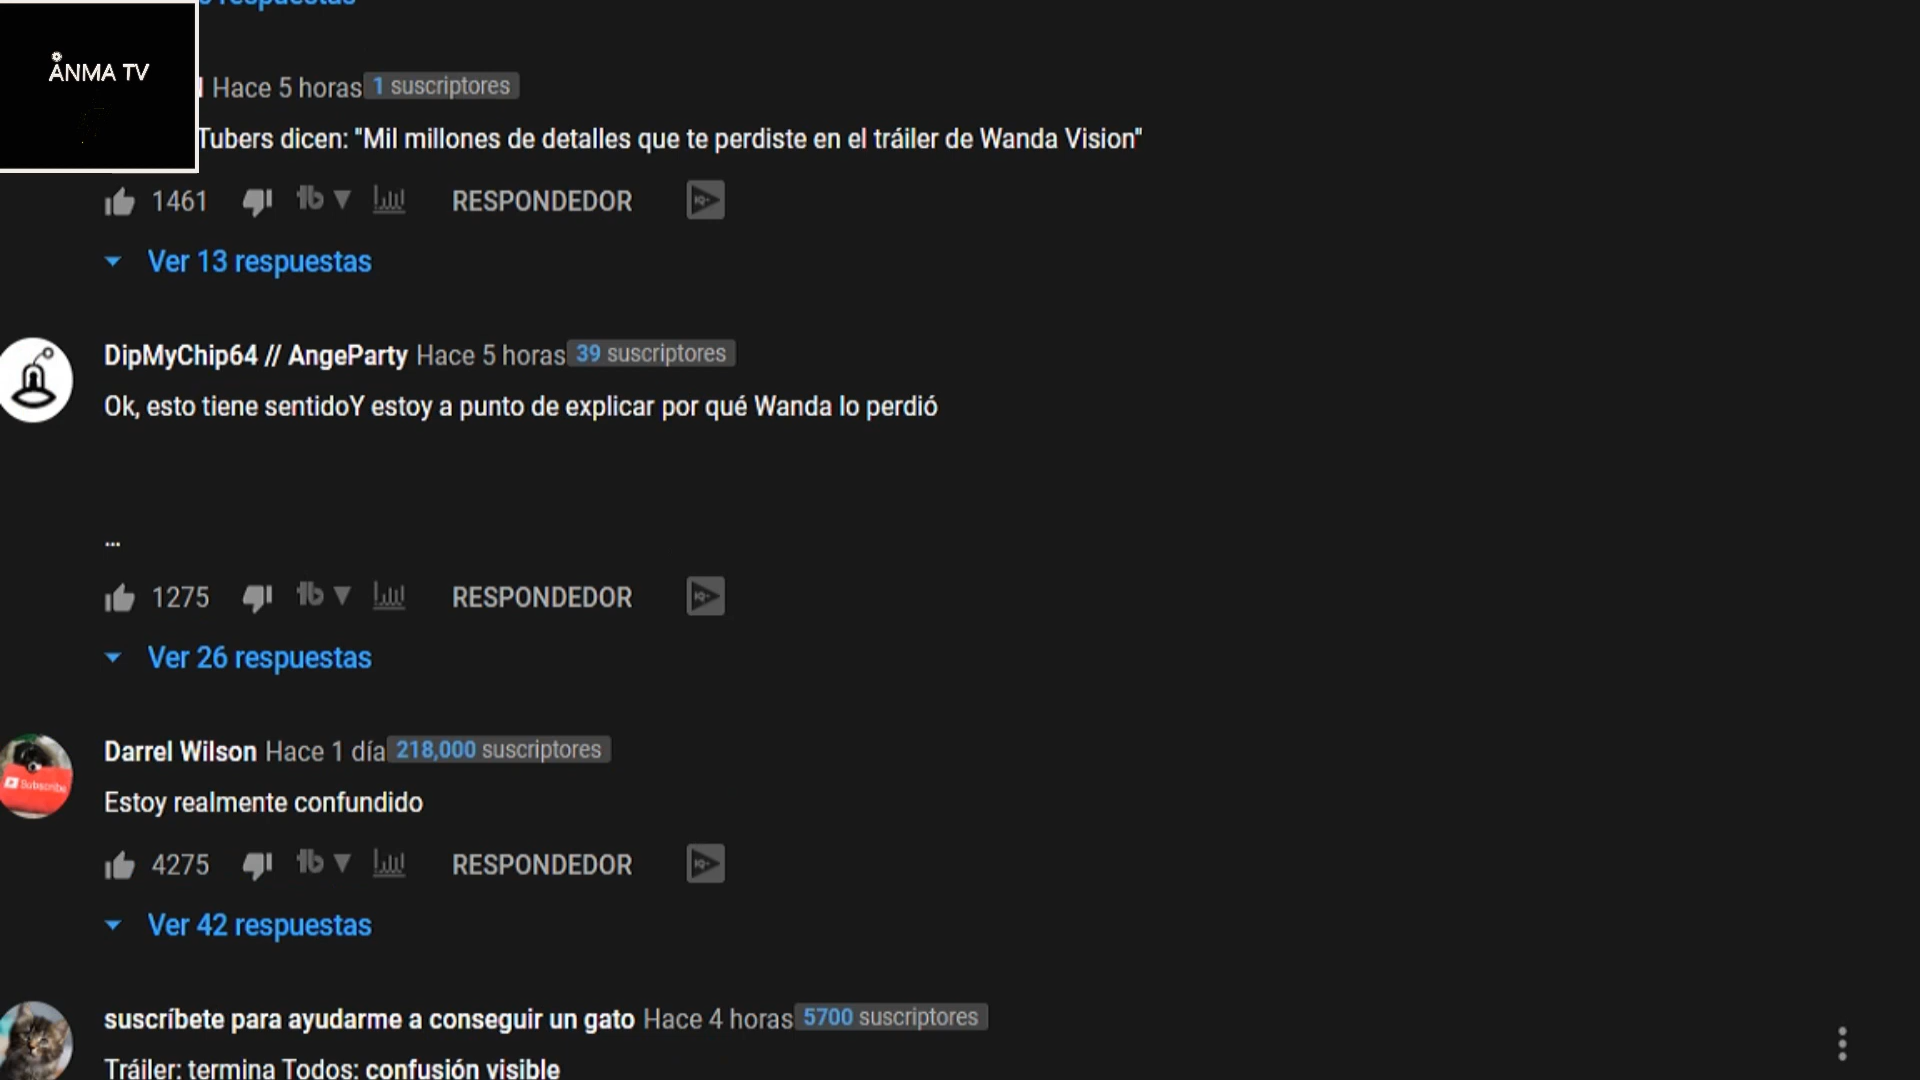 respuestas
ÅNMA TV
Hace 5 horas 1 suscriptores
Tubers dicen: "Mil millones de detalles que te perdiste en el tráiler de Wanda Vision"
1461 RESPONDEDOR
Ver 13 respuestas
DipMyChip64 // AngeParty Hace 5 horas 39 suscriptores
Ok, esto tiene sentidoY estoy a punto de explicar por qué Wanda lo perdió
...
1275 RESPONDEDOR
Ver 26 respuestas
Darrel Wilson Hace 1 día 218,000 suscriptores
Subscribe
Estoy realmente confundido
4275 RESPONDEDOR
Ver 42 respuestas
suscríbete para ayudarme a conseguir un gato Hace 4 horas 5700 suscriptores
Tráiler: termina Todos: confusión visible